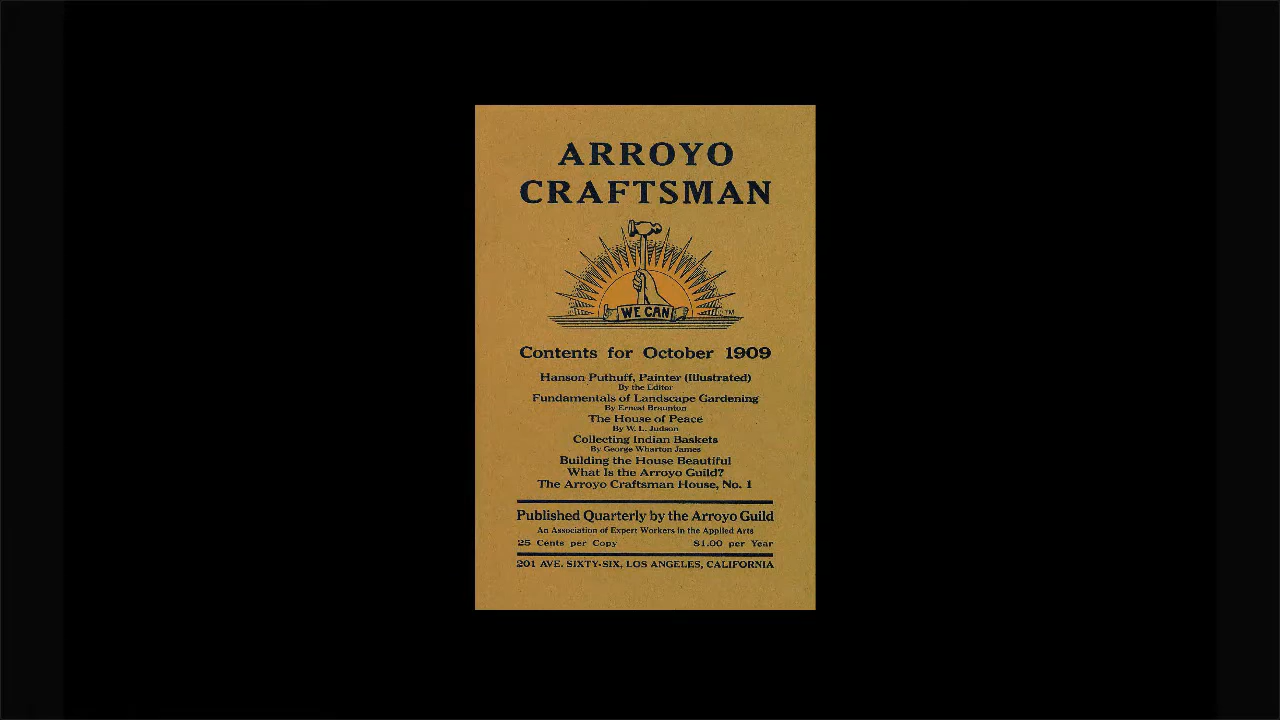 ARROYO
CRAFTSMAN
WE CAN
TM
Contents for October 1909
Hanson Puthuff, Painter (Illustrated)
By the Editor
Fundamentals of Landscape Gardening
By Ernest Braunton
The House of Peace
By W. L. Judson
Collecting Indian Baskets
By George Wharton James
Building the House Beautiful
What Is the Arroyo Guild?
The Arroyo Craftsman House, No. 1
Published Quarterly by the Arroyo Guild
An Association of Expert Workers in the Applied Arts
25 Cents per Copy $1.00 per Year
201 AVE. SIXTY-SIX, LOS ANGELES, CALIFORNIA